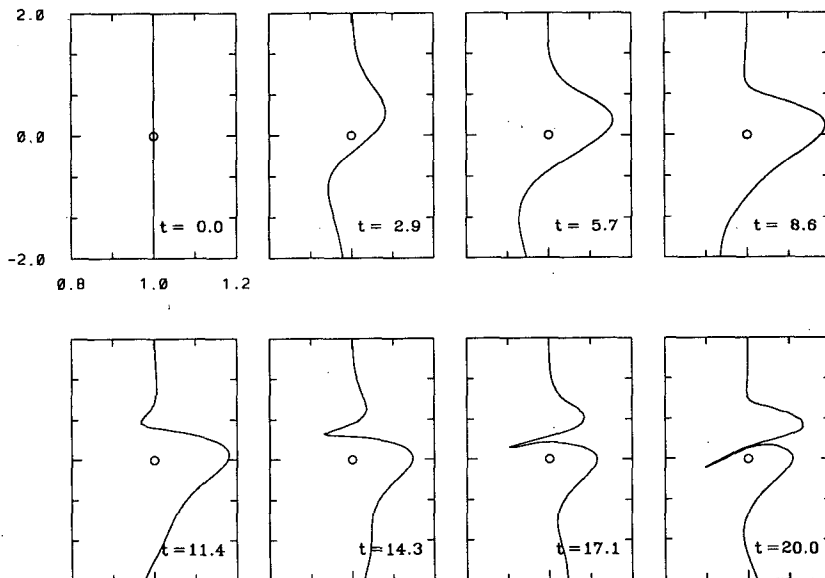 2.0
0.0
-2.0
0.8 1.0 1.2
t= 0.0
t= 2.9
t= 5.7
t= 8.6
t=11.4
t=14.3
t=17.1
t=20.0